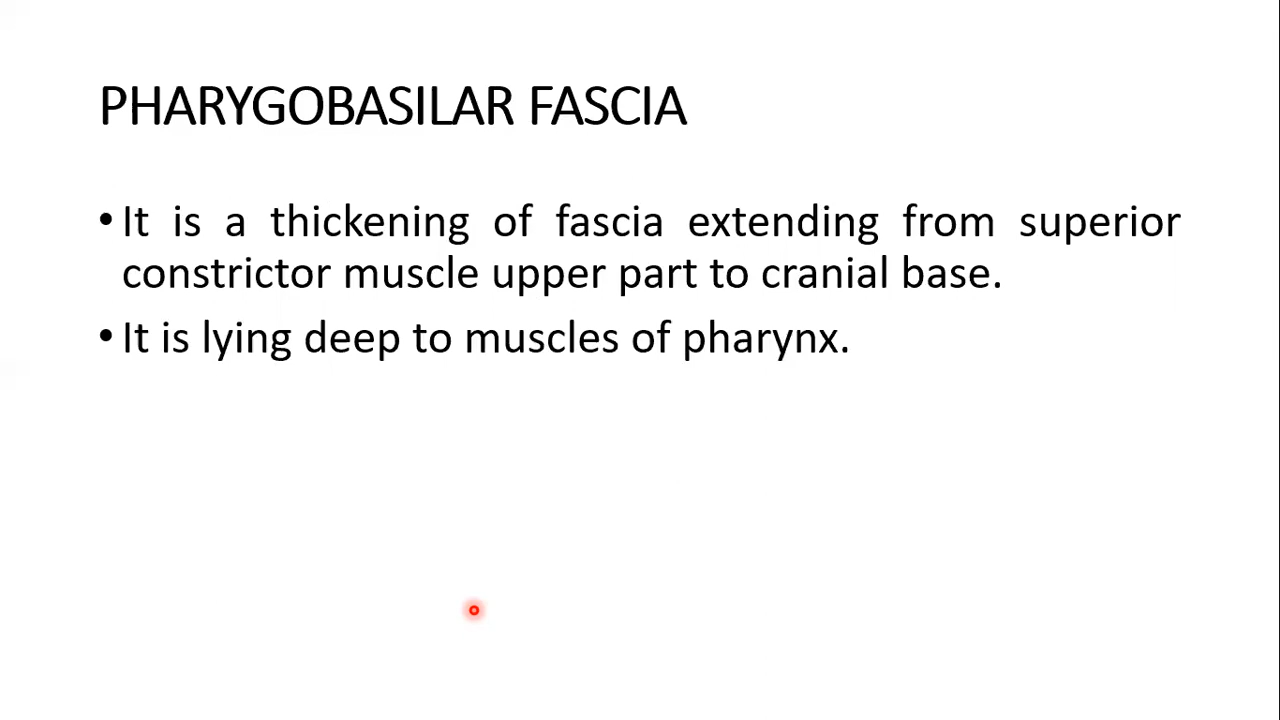 PHARYGOBASILAR FASCIA
• It is a thickening of fascia extending from superior
constrictor muscle upper part to cranial base.
• It is lying deep to muscles of pharynx.